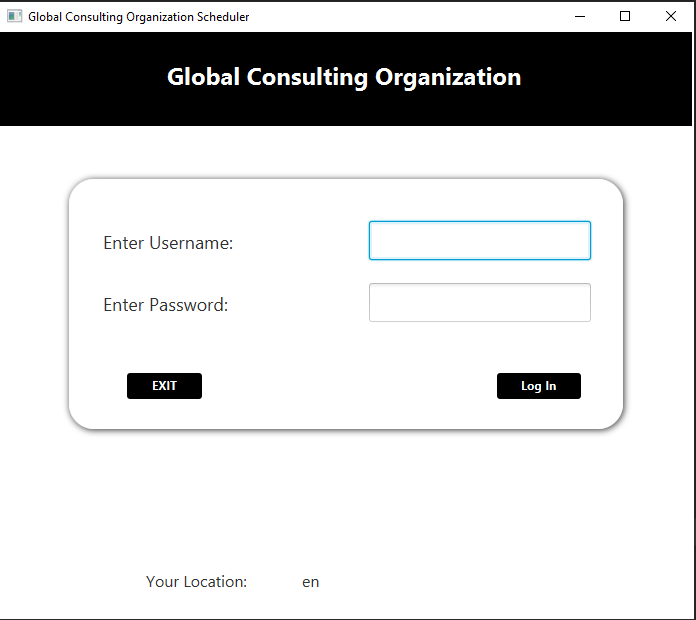 Global Consulting Organization Scheduler
Global Consulting Organization
Enter Username:
Enter Password:
EXIT Log In
Your Location: en